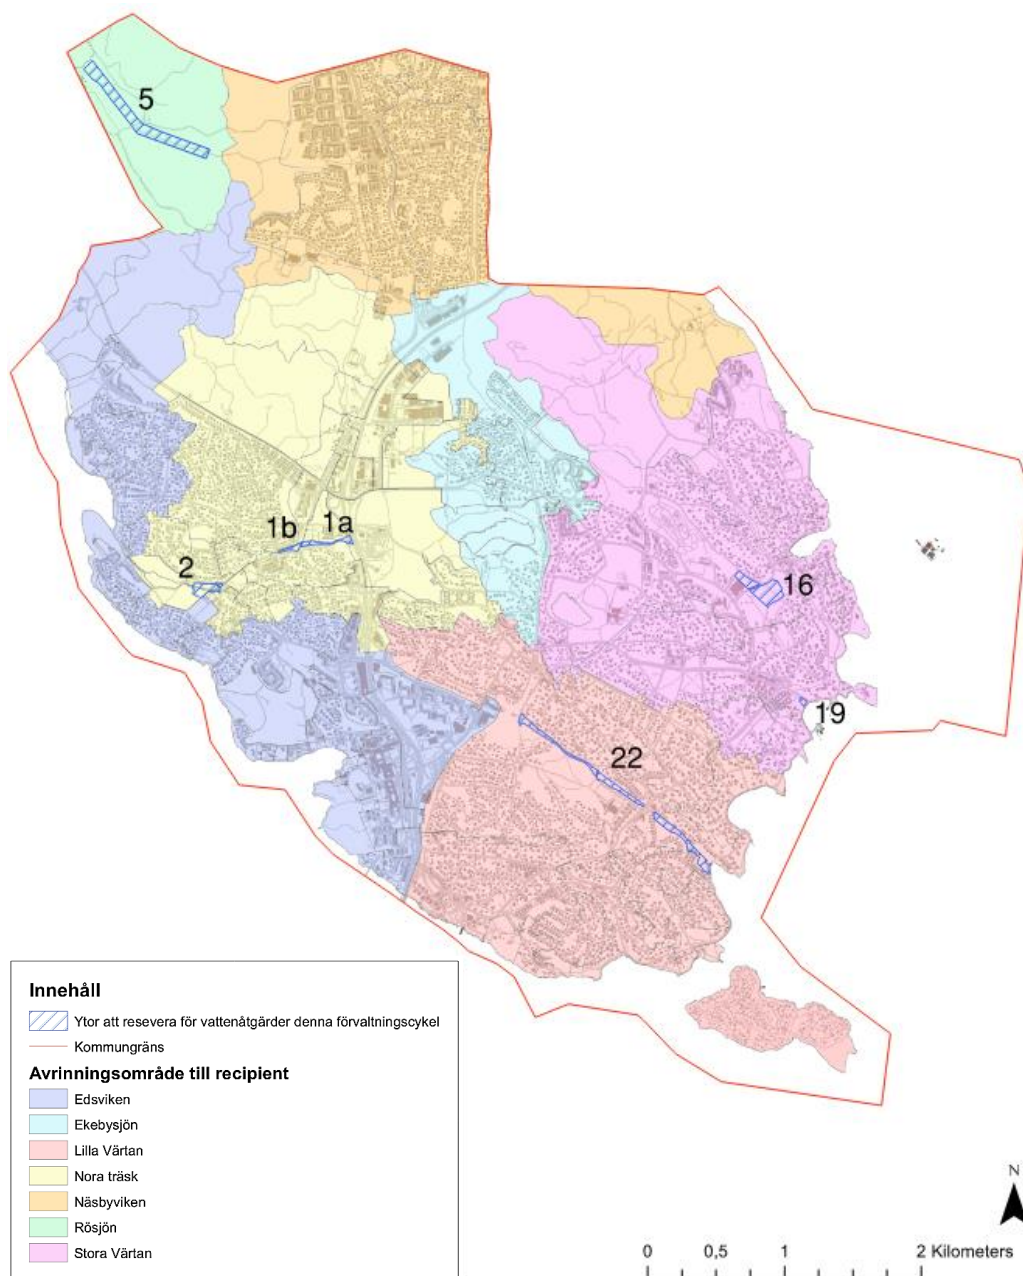 5
1b
1a
2
16
19
22
Innehåll
Ytor att resevera för vattenåtgärder denna förvaltningscykel
Kommungräns
Avrinningsområde till recipient
Edsviken
Ekebysjön
Lilla Värtan
Nora träsk
Näsbyviken
Rösjön
Stora Värtan
N
0 0,5 1 2 Kilometers